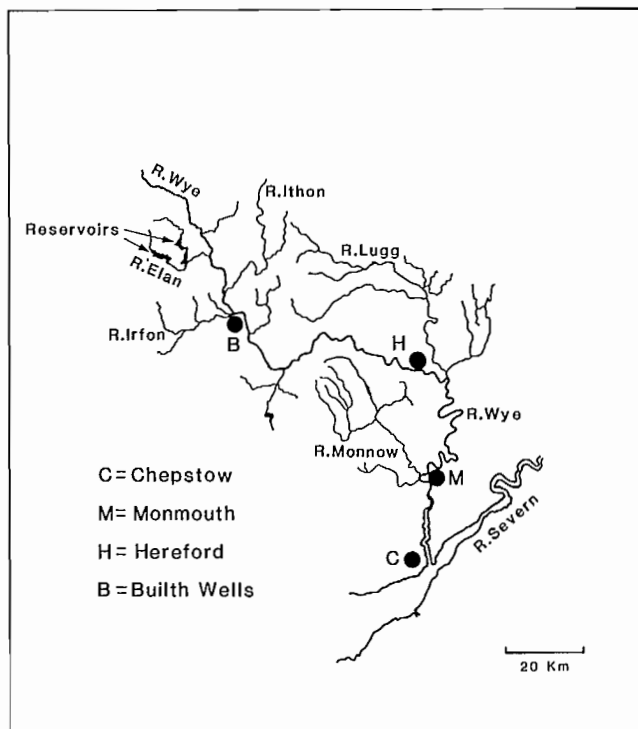 R.Wye
R.Ithon
Reservoirs
R.Lugg
R.Elan
R.Irfon
B
H
R.Wye
R.Monnow
M
C=Chepstow
M=Monmouth
H=Hereford
B=Builth Wells
C
R.Severn
20 Km